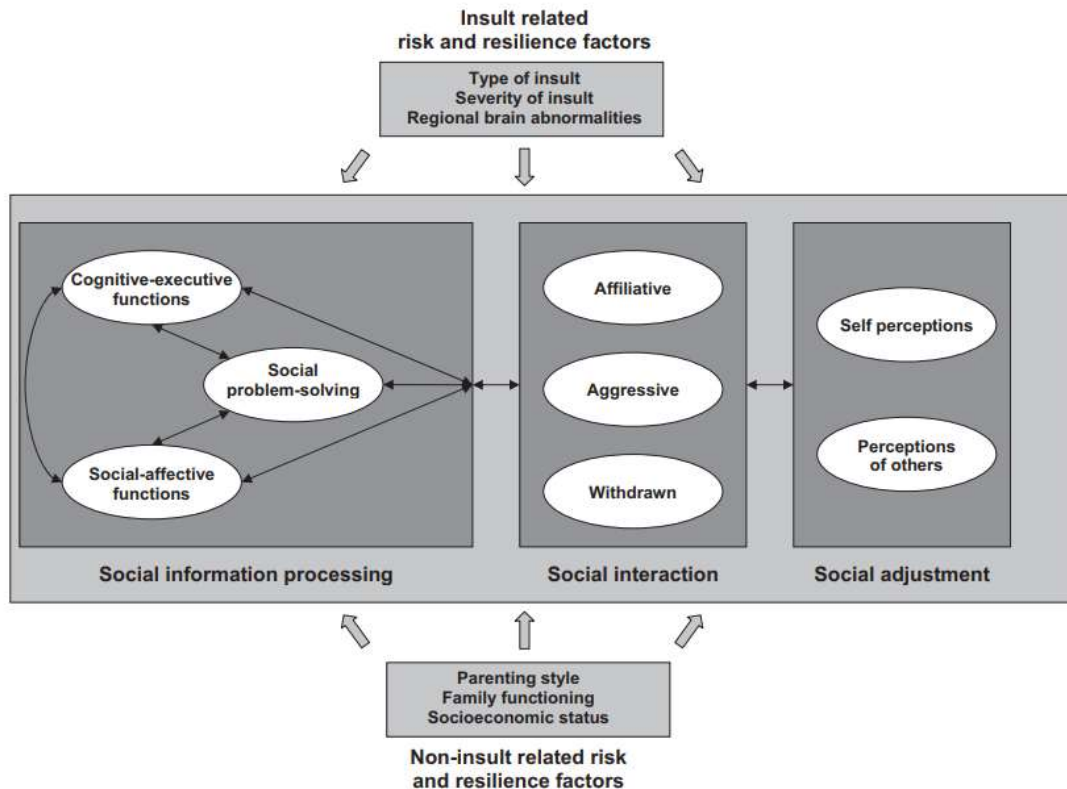 Insult related
risk and resilience factors
Type of insult
Severity of insult
Regional brain abnormalities
Cognitive-executive
functions
Social
problem-solving
Social-affective
functions
Social information processing
Affiliative
Aggressive
Withdrawn
Social interaction
Self perceptions
Perceptions
of others
Social adjustment
Parenting style
Family functioning
Socioeconomic status
Non-insult related risk
and resilience factors